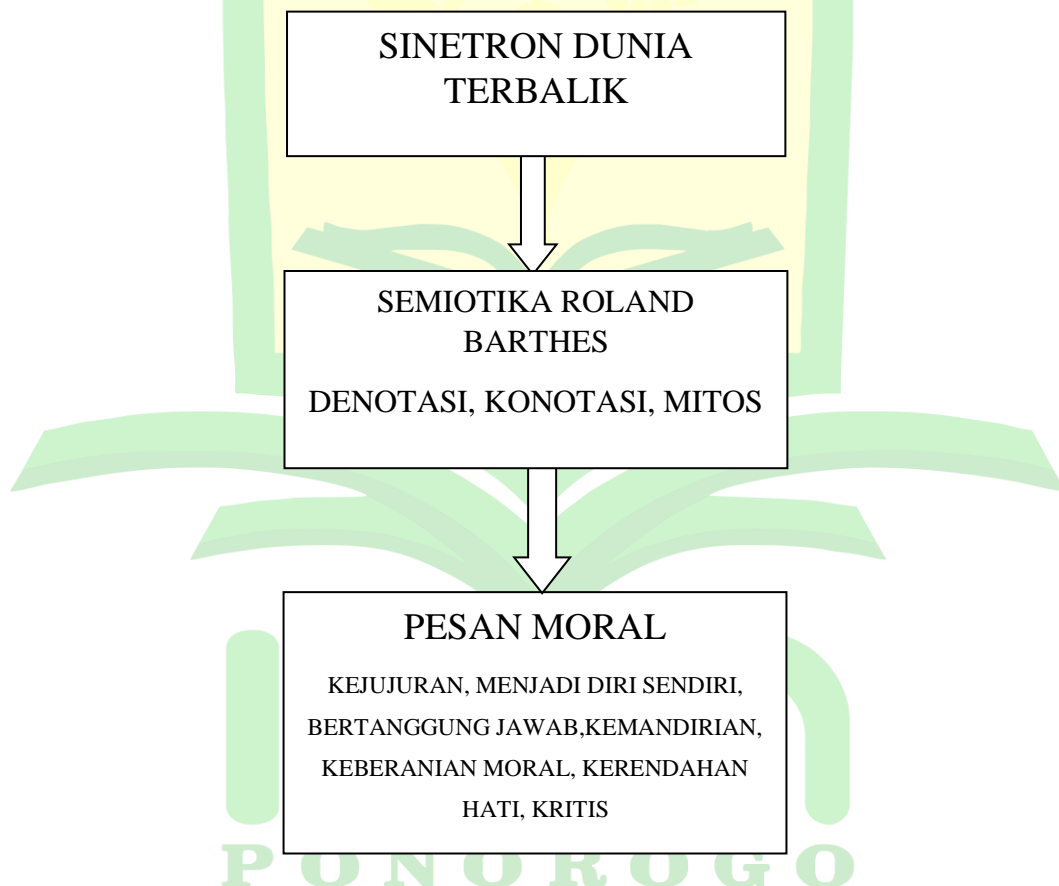 SINETRON DUNIA
TERBALIK
SEMIOTIKA ROLAND
BARTHES
DENOTASI, KONOTASI, MITOS
PESAN MORAL
KEJUJURAN, MENJADI DIRI SENDIRI,
BERTANGGUNG JAWAB,KEMANDIRIAN,
KEBERANIAN MORAL, KERENDAHAN
HATI, KRITIS
PONOROGO